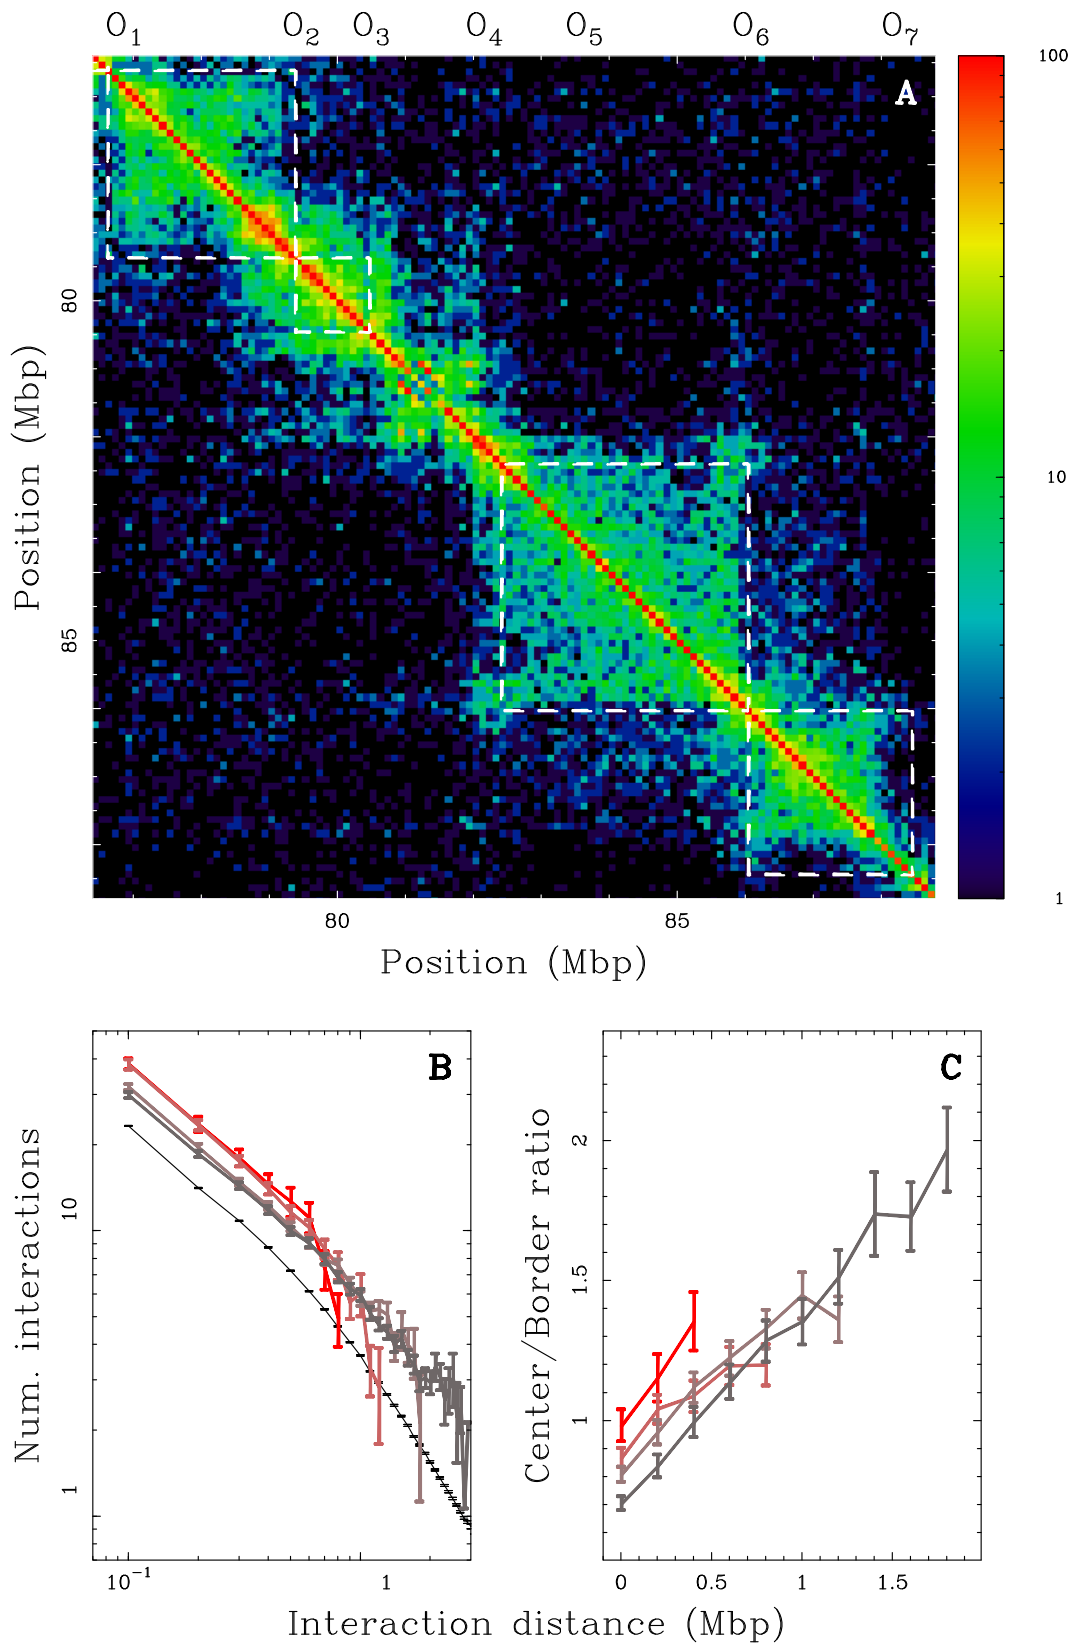 O1 O2 O3 O4 O5 O6 O7
A
100
10
1
80
85
Position (Mbp)
80 85
Position (Mbp)
B
10
1
Num. interactions
10⁻¹ 1
C
2
1.5
1
Center/Border ratio
0 0.5 1 1.5
Interaction distance (Mbp)